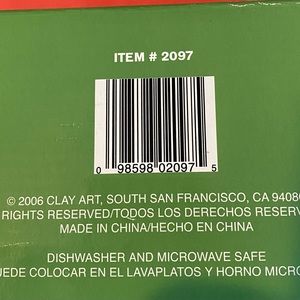 ITEM # 2097
0 98598 02097 5
© 2006 CLAY ART, SOUTH SAN FRANCISCO, CA 94080
RIGHTS RESERVED/TODOS LOS DERECHOS RESERV
MADE IN CHINA/HECHO EN CHINA
DISHWASHER AND MICROWAVE SAFE
UEDE COLOCAR EN EL LAVAPLATOS Y HORNO MICRO